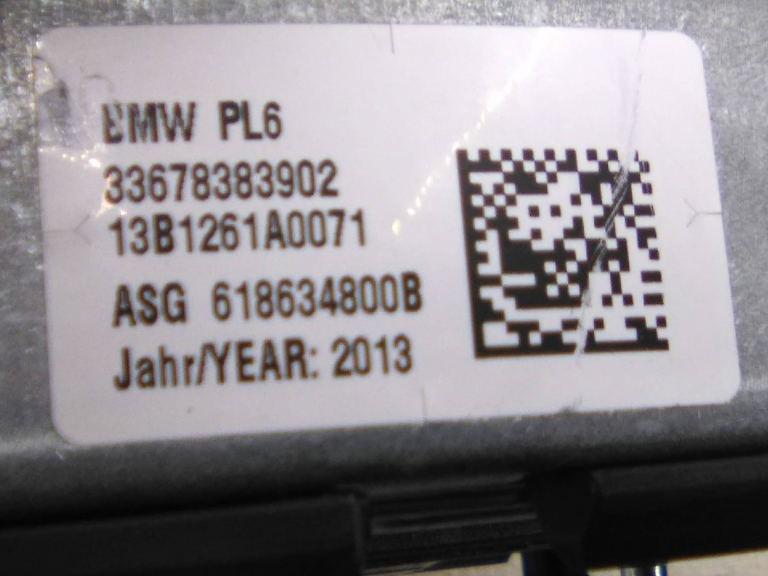 BMW PL6
33678383902
13B1261A0071
ASG 618634800B
Jahr/YEAR: 2013